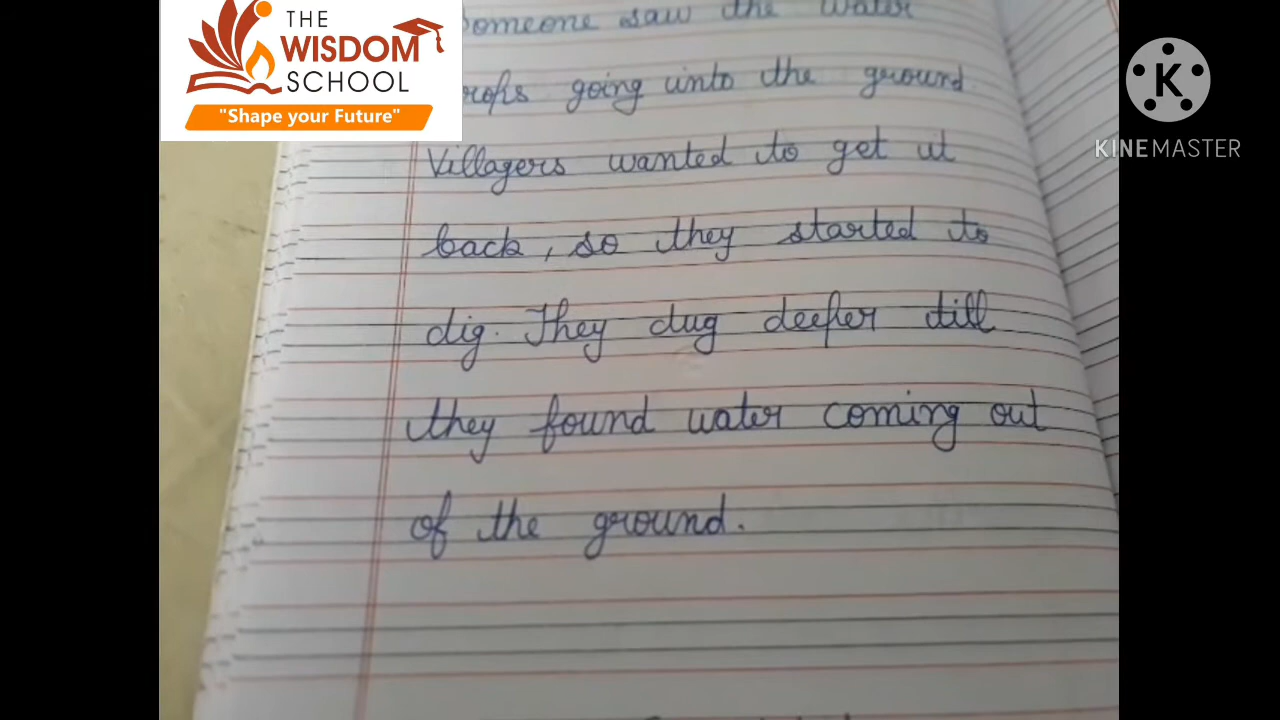 THE
WISDOM
SCHOOL
"Shape your Future"
K
KINEMASTER
Someone saw the water
going into the ground
Villagers wanted to get it
back, so they started to
dig. They dug deeper till
they found water coming out
of the ground.